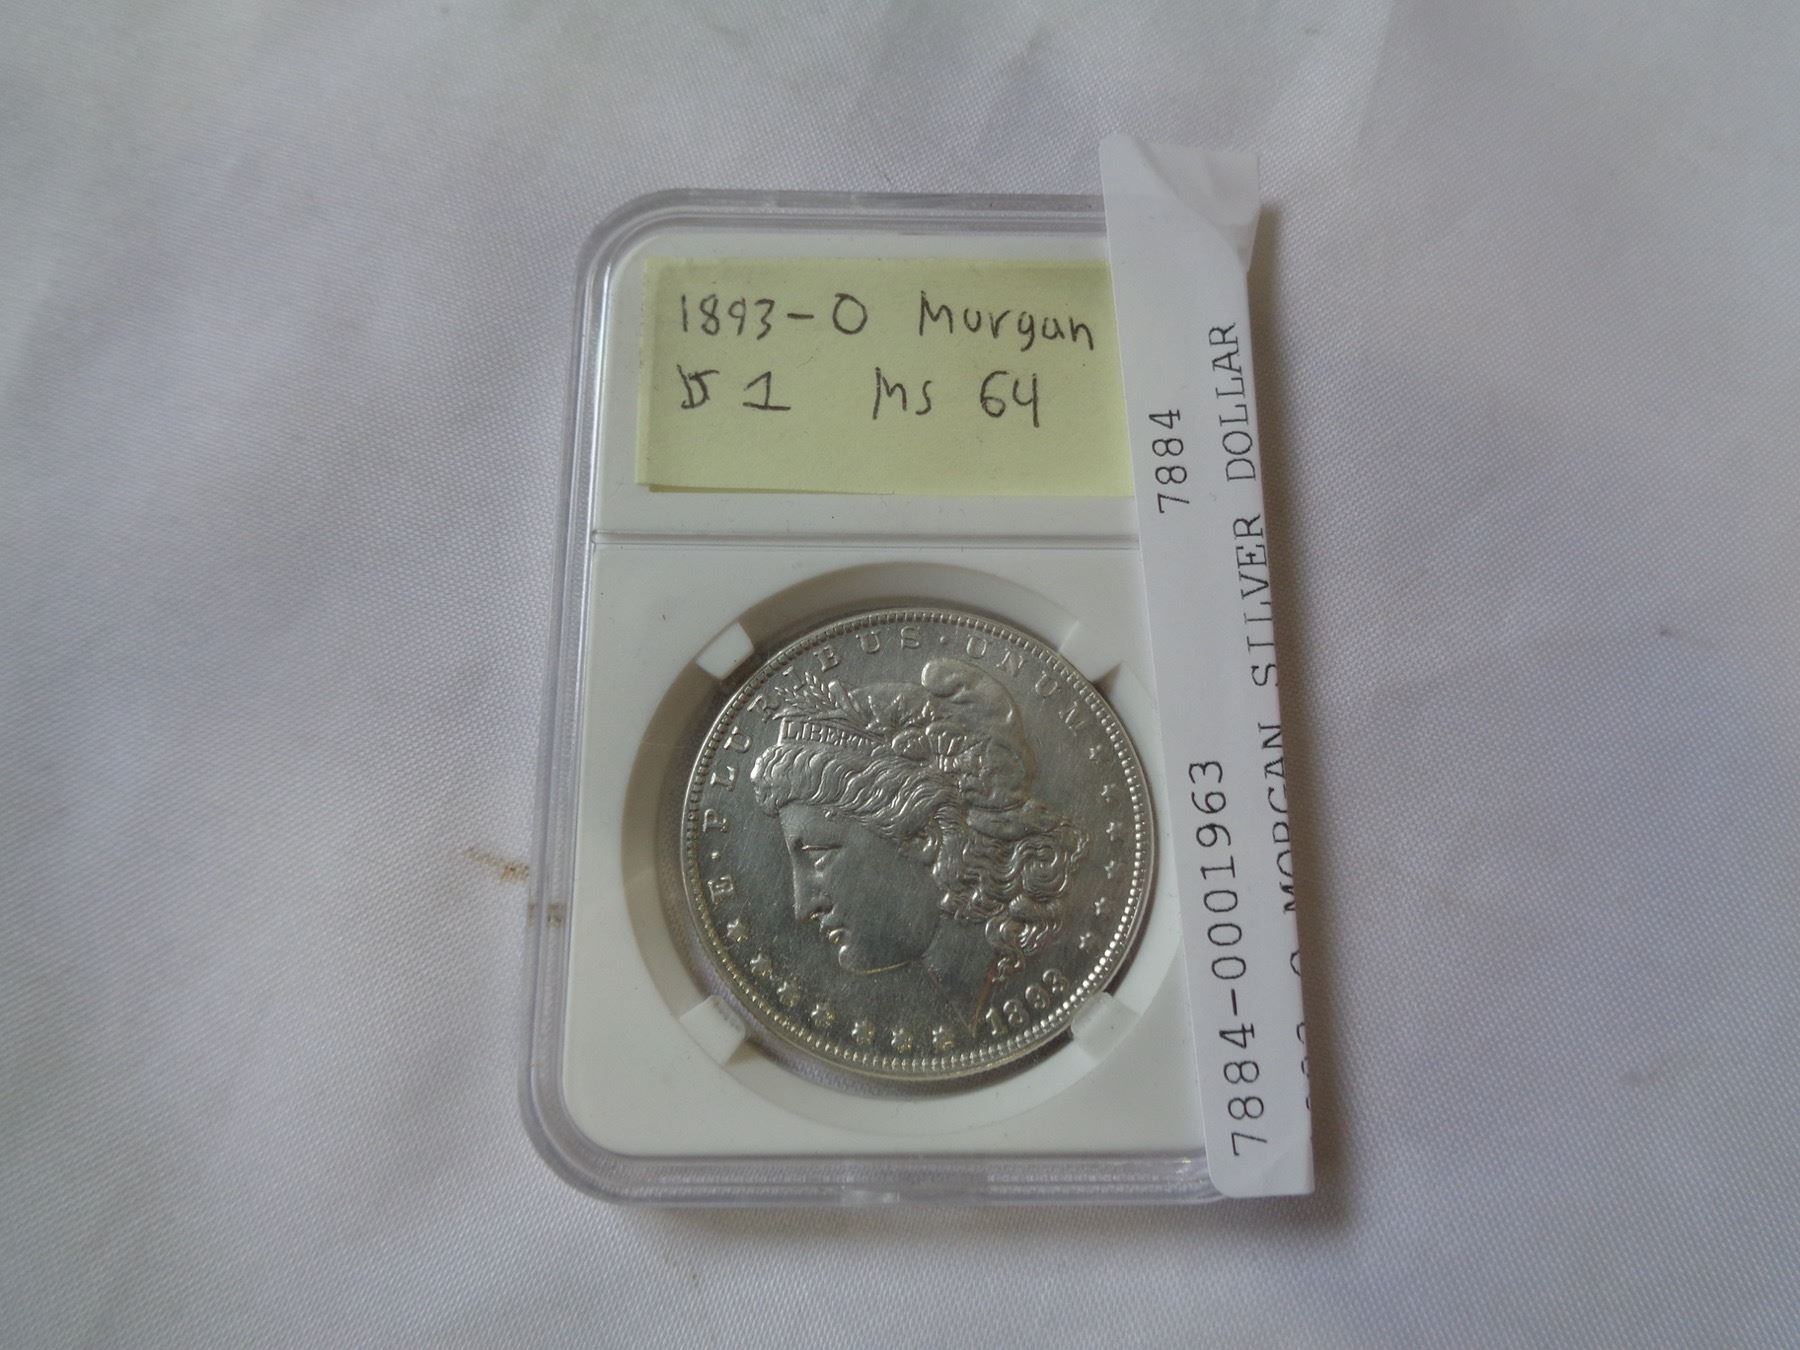 1893-O Morgan
$1 MS 64
7884
7884-0001963
MORGAN SILVER DOLLAR
E·PLURIBUS·UNUM
LIBERTY
1893